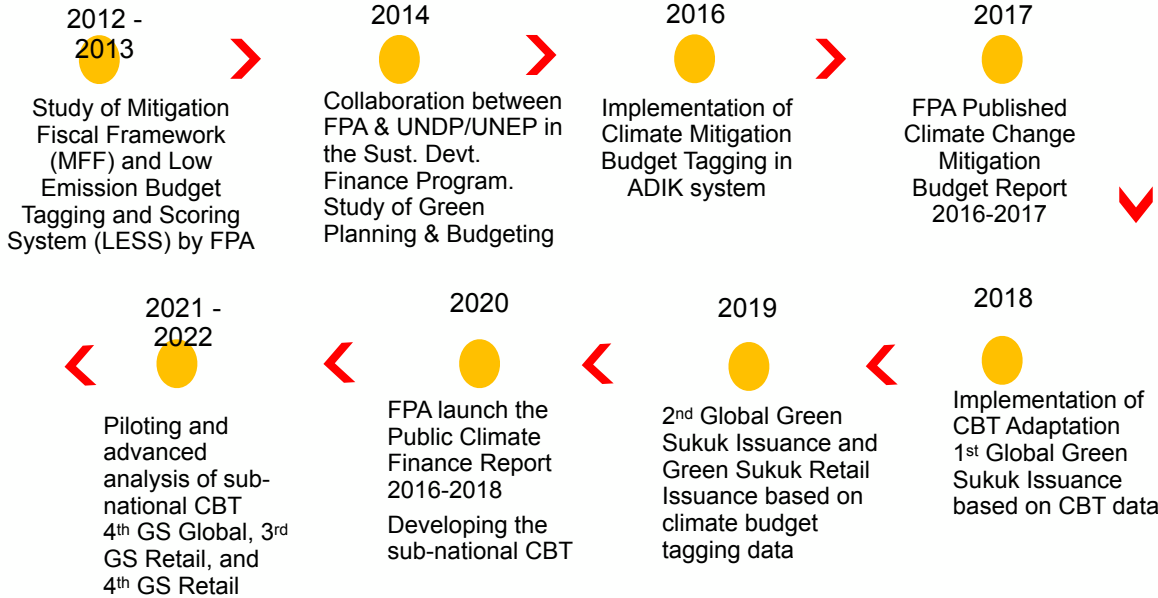 2012 -
2013
Study of Mitigation
Fiscal Framework
(MFF) and Low
Emission Budget
Tagging and Scoring
System (LESS) by FPA
2014
Collaboration between
FPA & UNDP/UNEP in
the Sust. Devt.
Finance Program.
Study of Green
Planning & Budgeting
2016
Implementation of
Climate Mitigation
Budget Tagging in
ADIK system
2017
FPA Published
Climate Change
Mitigation
Budget Report
2016-2017
2018
Implementation of
CBT Adaptation
1st Global Green
Sukuk Issuance
based on CBT data
2019
2nd Global Green
Sukuk Issuance and
Green Sukuk Retail
Issuance based on
climate budget
tagging data
2020
FPA launch the
Public Climate
Finance Report
2016-2018
Developing the
sub-national CBT
2021 -
2022
Piloting and
advanced
analysis of sub-
national CBT
4th GS Global, 3rd
GS Retail, and
4th GS Retail